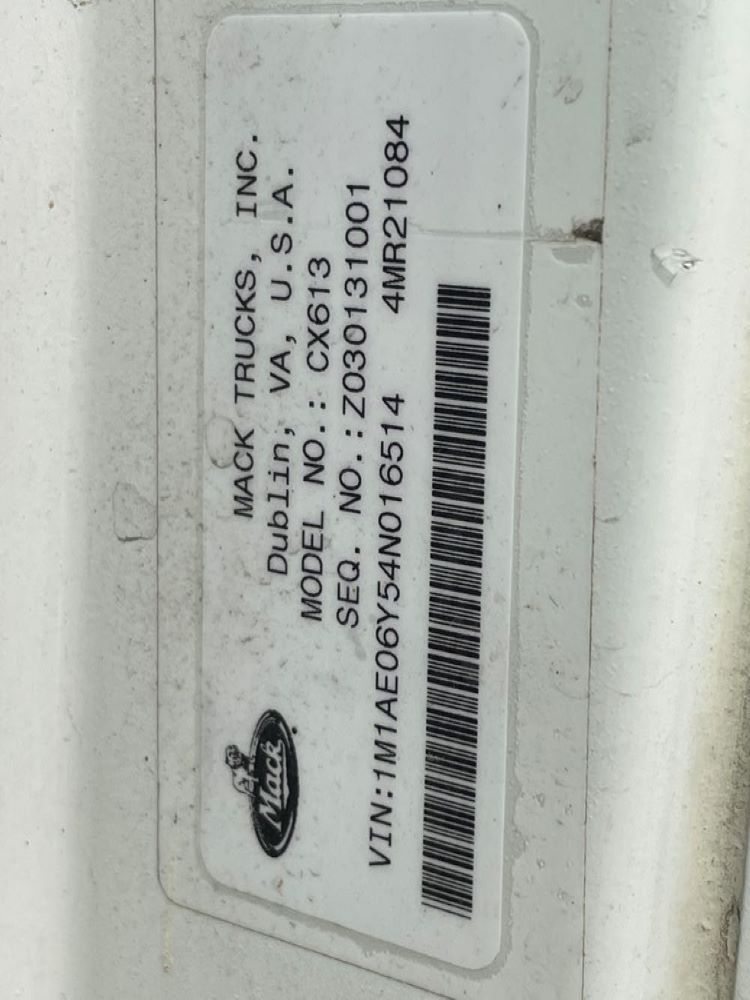 MACK TRUCKS, INC.
Dublin, VA, U.S.A.
MODEL NO.: CX613
SEQ. NO.:Z030131001
VIN:1M1AE06Y54N016514 4MR21084
Mack